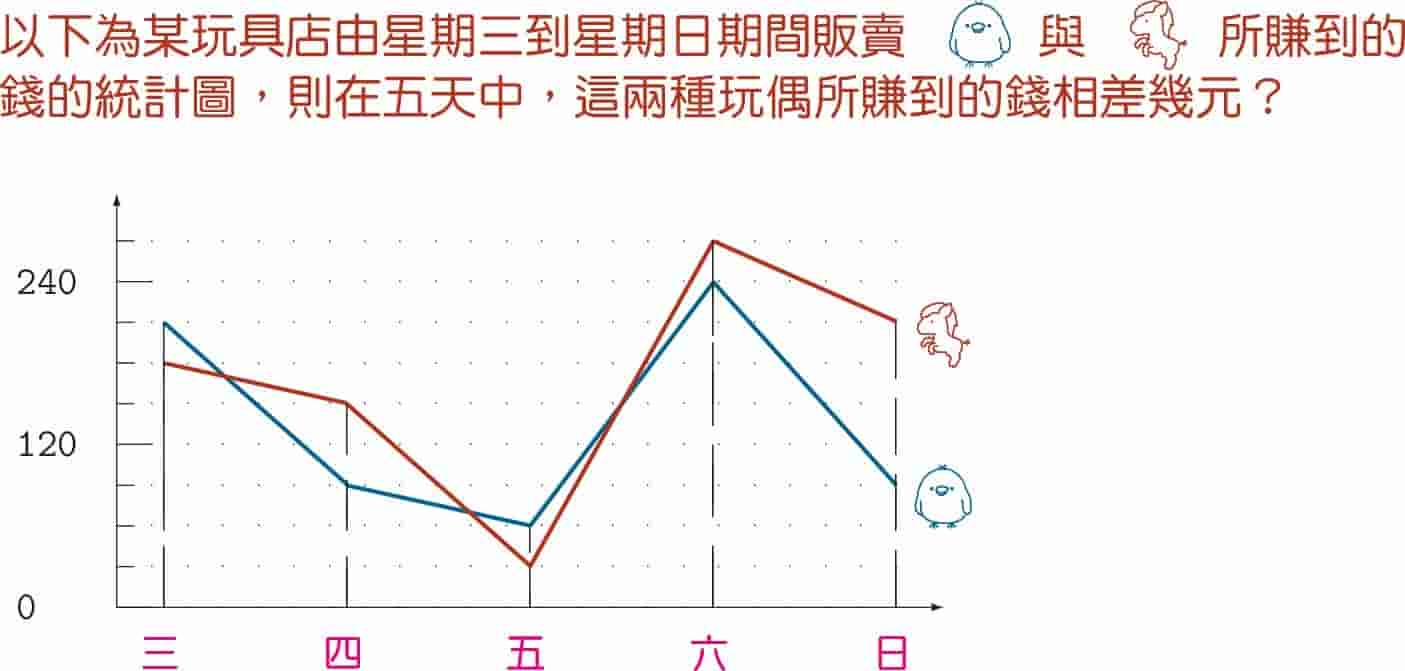 以下為某玩具店由星期三到星期日期間販賣 與 所賺到的
錢的統計圖，則在五天中，這兩種玩偶所賺到的錢相差幾元？
240
120
0
三 四 五 六 日